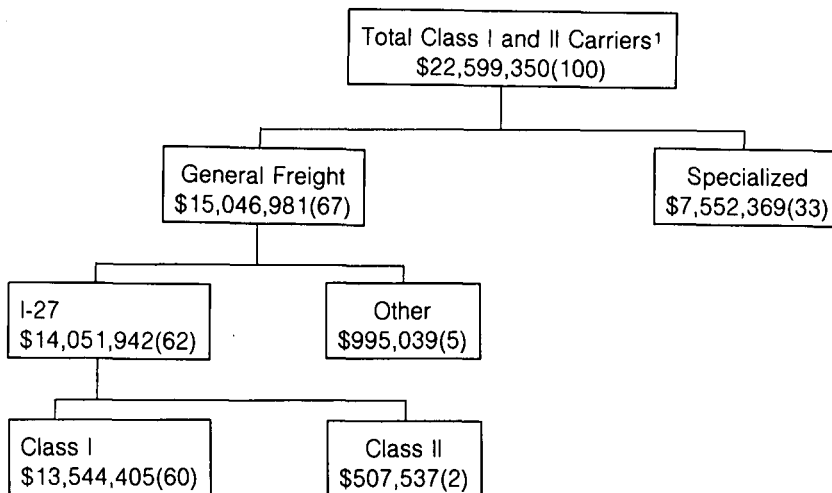 Total Class I and II Carriers¹
$22,599,350(100)
General Freight
$15,046,981(67)
Specialized
$7,552,369(33)
I-27
$14,051,942(62)
Other
$995,039(5)
Class I
$13,544,405(60)
Class II
$507,537(2)